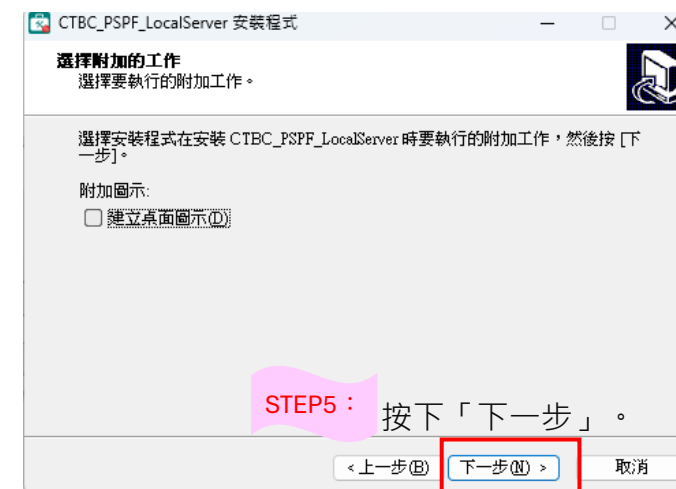 CTBC_PSPF_LocalServer 安裝程式
選擇附加的工作
選擇要執行的附加工作。
選擇安裝程式在安裝 CTBC_PSPF_LocalServer 時要執行的附加工作，然後按 [下
一步]。
附加圖示:
建立桌面圖示(D)
STEP5：
按下「下一步」。
<上一步(B)
下一步(N) >
取消